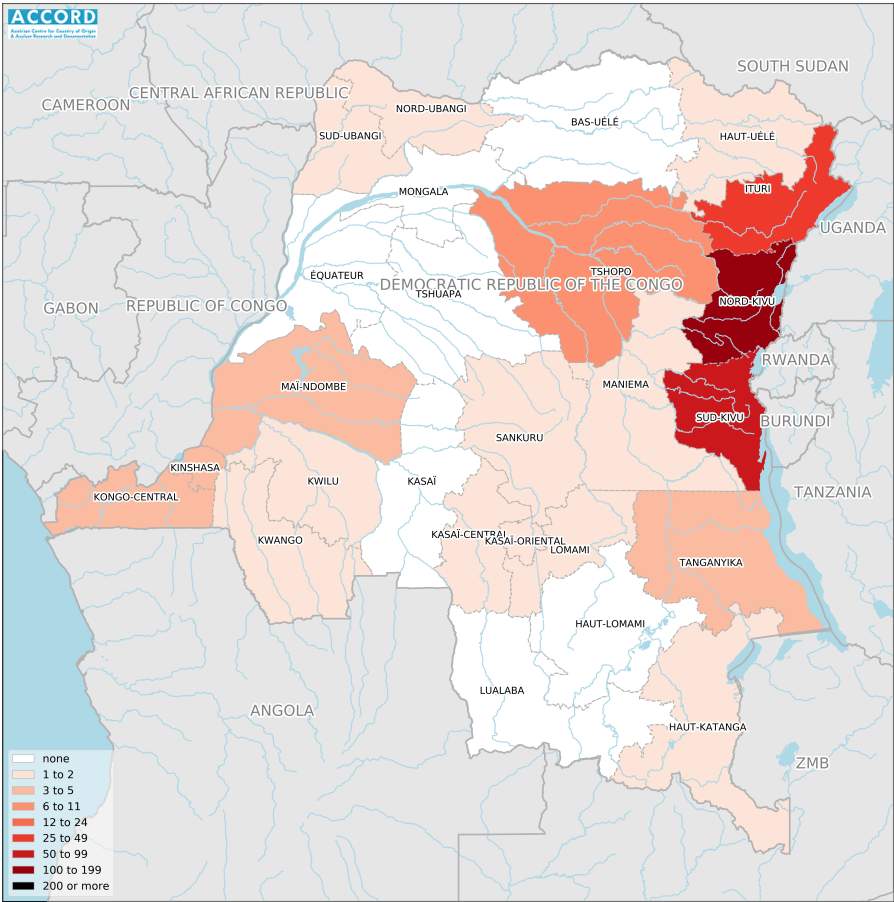 ACCORD
Austrian Centre for Country of Origin
& Asylum Research and Documentation
SOUTH SUDAN
CENTRAL AFRICAN REPUBLIC
CAMEROON
NORD-UBANGI
BAS-UÉLÉ
SUD-UBANGI
HAUT-UÉLÉ
ITURI
MONGALA
UGANDA
ÉQUATEUR
TSHOPO
DEMOCRATIC REPUBLIC OF THE CONGO
TSHUAPA
NORD-KIVU
GABON
REPUBLIC OF CONGO
RWANDA
MAÏ-NDOMBE
MANIEMA
SUD-KIVU
BURUNDI
SANKURU
KINSHASA
KWILU
KASAÏ
KONGO-CENTRAL
TANZANIA
KWANGO
KASAÏ-CENTRAL
KASAÏ-ORIENTAL
LOMAMI
TANGANYIKA
HAUT-LOMAMI
LUALABA
ANGOLA
HAUT-KATANGA
ZMB
none
1 to 2
3 to 5
6 to 11
12 to 24
25 to 49
50 to 99
100 to 199
200 or more